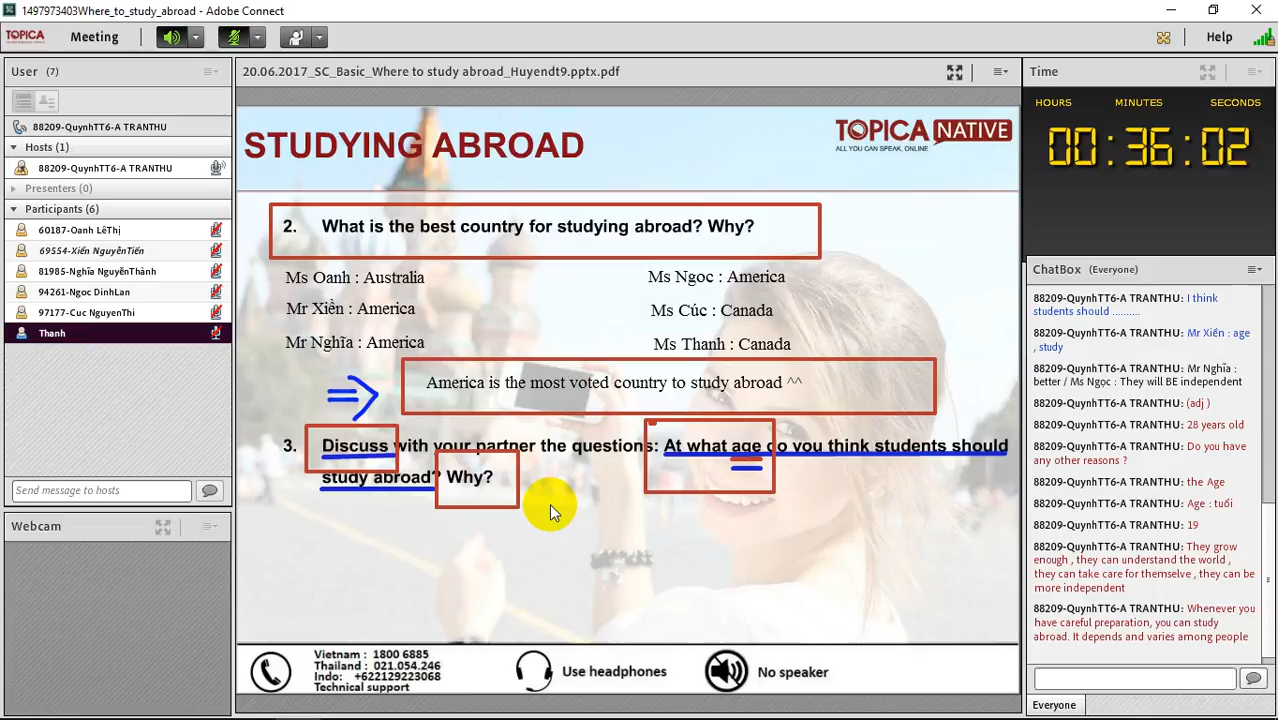 1497973403Where_to_study_abroad - Adobe Connect
TOPICA
Meeting
Help
User (7)
88209-QuynhTT6-A TRANTHU
Hosts (1)
88209-QuynhTT6-A TRANTHU
Presenters (0)
Participants (6)
60187-Oanh LêThị
69554-Xiển NguyễnTiến
81985-Nghĩa NguyễnThành
94261-Ngoc DinhLan
97177-Cuc NguyenThi
Thanh
Send message to hosts
Webcam
20.06.2017_SC_Basic_Where to study abroad_Huyendt9.pptx.pdf
STUDYING ABROAD
TOPICA NATIVE
ALL YOU CAN SPEAK, ONLINE
2. What is the best country for studying abroad? Why?
Ms Oanh : Australia
Ms Ngoc : America
Mr Xiển : America
Ms Cúc : Canada
Mr Nghĩa : America
Ms Thanh : Canada
America is the most voted country to study abroad ^^
3. Discuss with your partner the questions: At what age do you think students should
study abroad? Why?
Vietnam : 1800 6885
Thailand : 021.054.246
Indo: +622129223068
Technical support
Use headphones
No speaker
Time
HOURS MINUTES SECONDS
00:36:02
ChatBox (Everyone)
88209-QuynhTT6-A TRANTHU: I think
students should ..........
88209-QuynhTT6-A TRANTHU: Mr Xiển : age
, study
88209-QuynhTT6-A TRANTHU: Mr Nghĩa :
better / Ms Ngoc : They will BE independent
88209-QuynhTT6-A TRANTHU: (adj )
88209-QuynhTT6-A TRANTHU: 28 years old
88209-QuynhTT6-A TRANTHU: Do you have
any other reasons ?
88209-QuynhTT6-A TRANTHU: the Age
88209-QuynhTT6-A TRANTHU: Age : tuổi
88209-QuynhTT6-A TRANTHU: 19
88209-QuynhTT6-A TRANTHU: They grow
enough , they can understand the world ,
they can take care for themselve , they can be
more independent
88209-QuynhTT6-A TRANTHU: Whenever you
have careful preparation, you can study
abroad. It depends and varies among people
Everyone